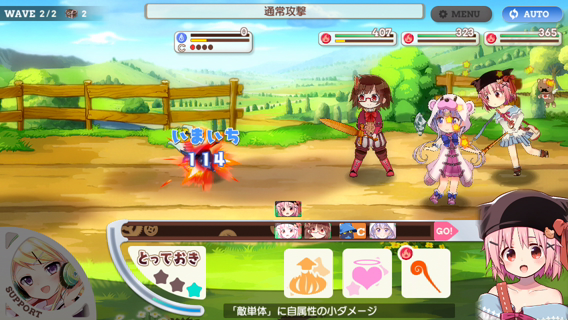 WAVE 2/2 2
通常攻撃
MENU
AUTO
0
C
407
323
365
いまいち
114
C
GO!
とっておき
SUPPORT
「敵単体」に自属性の小ダメージ